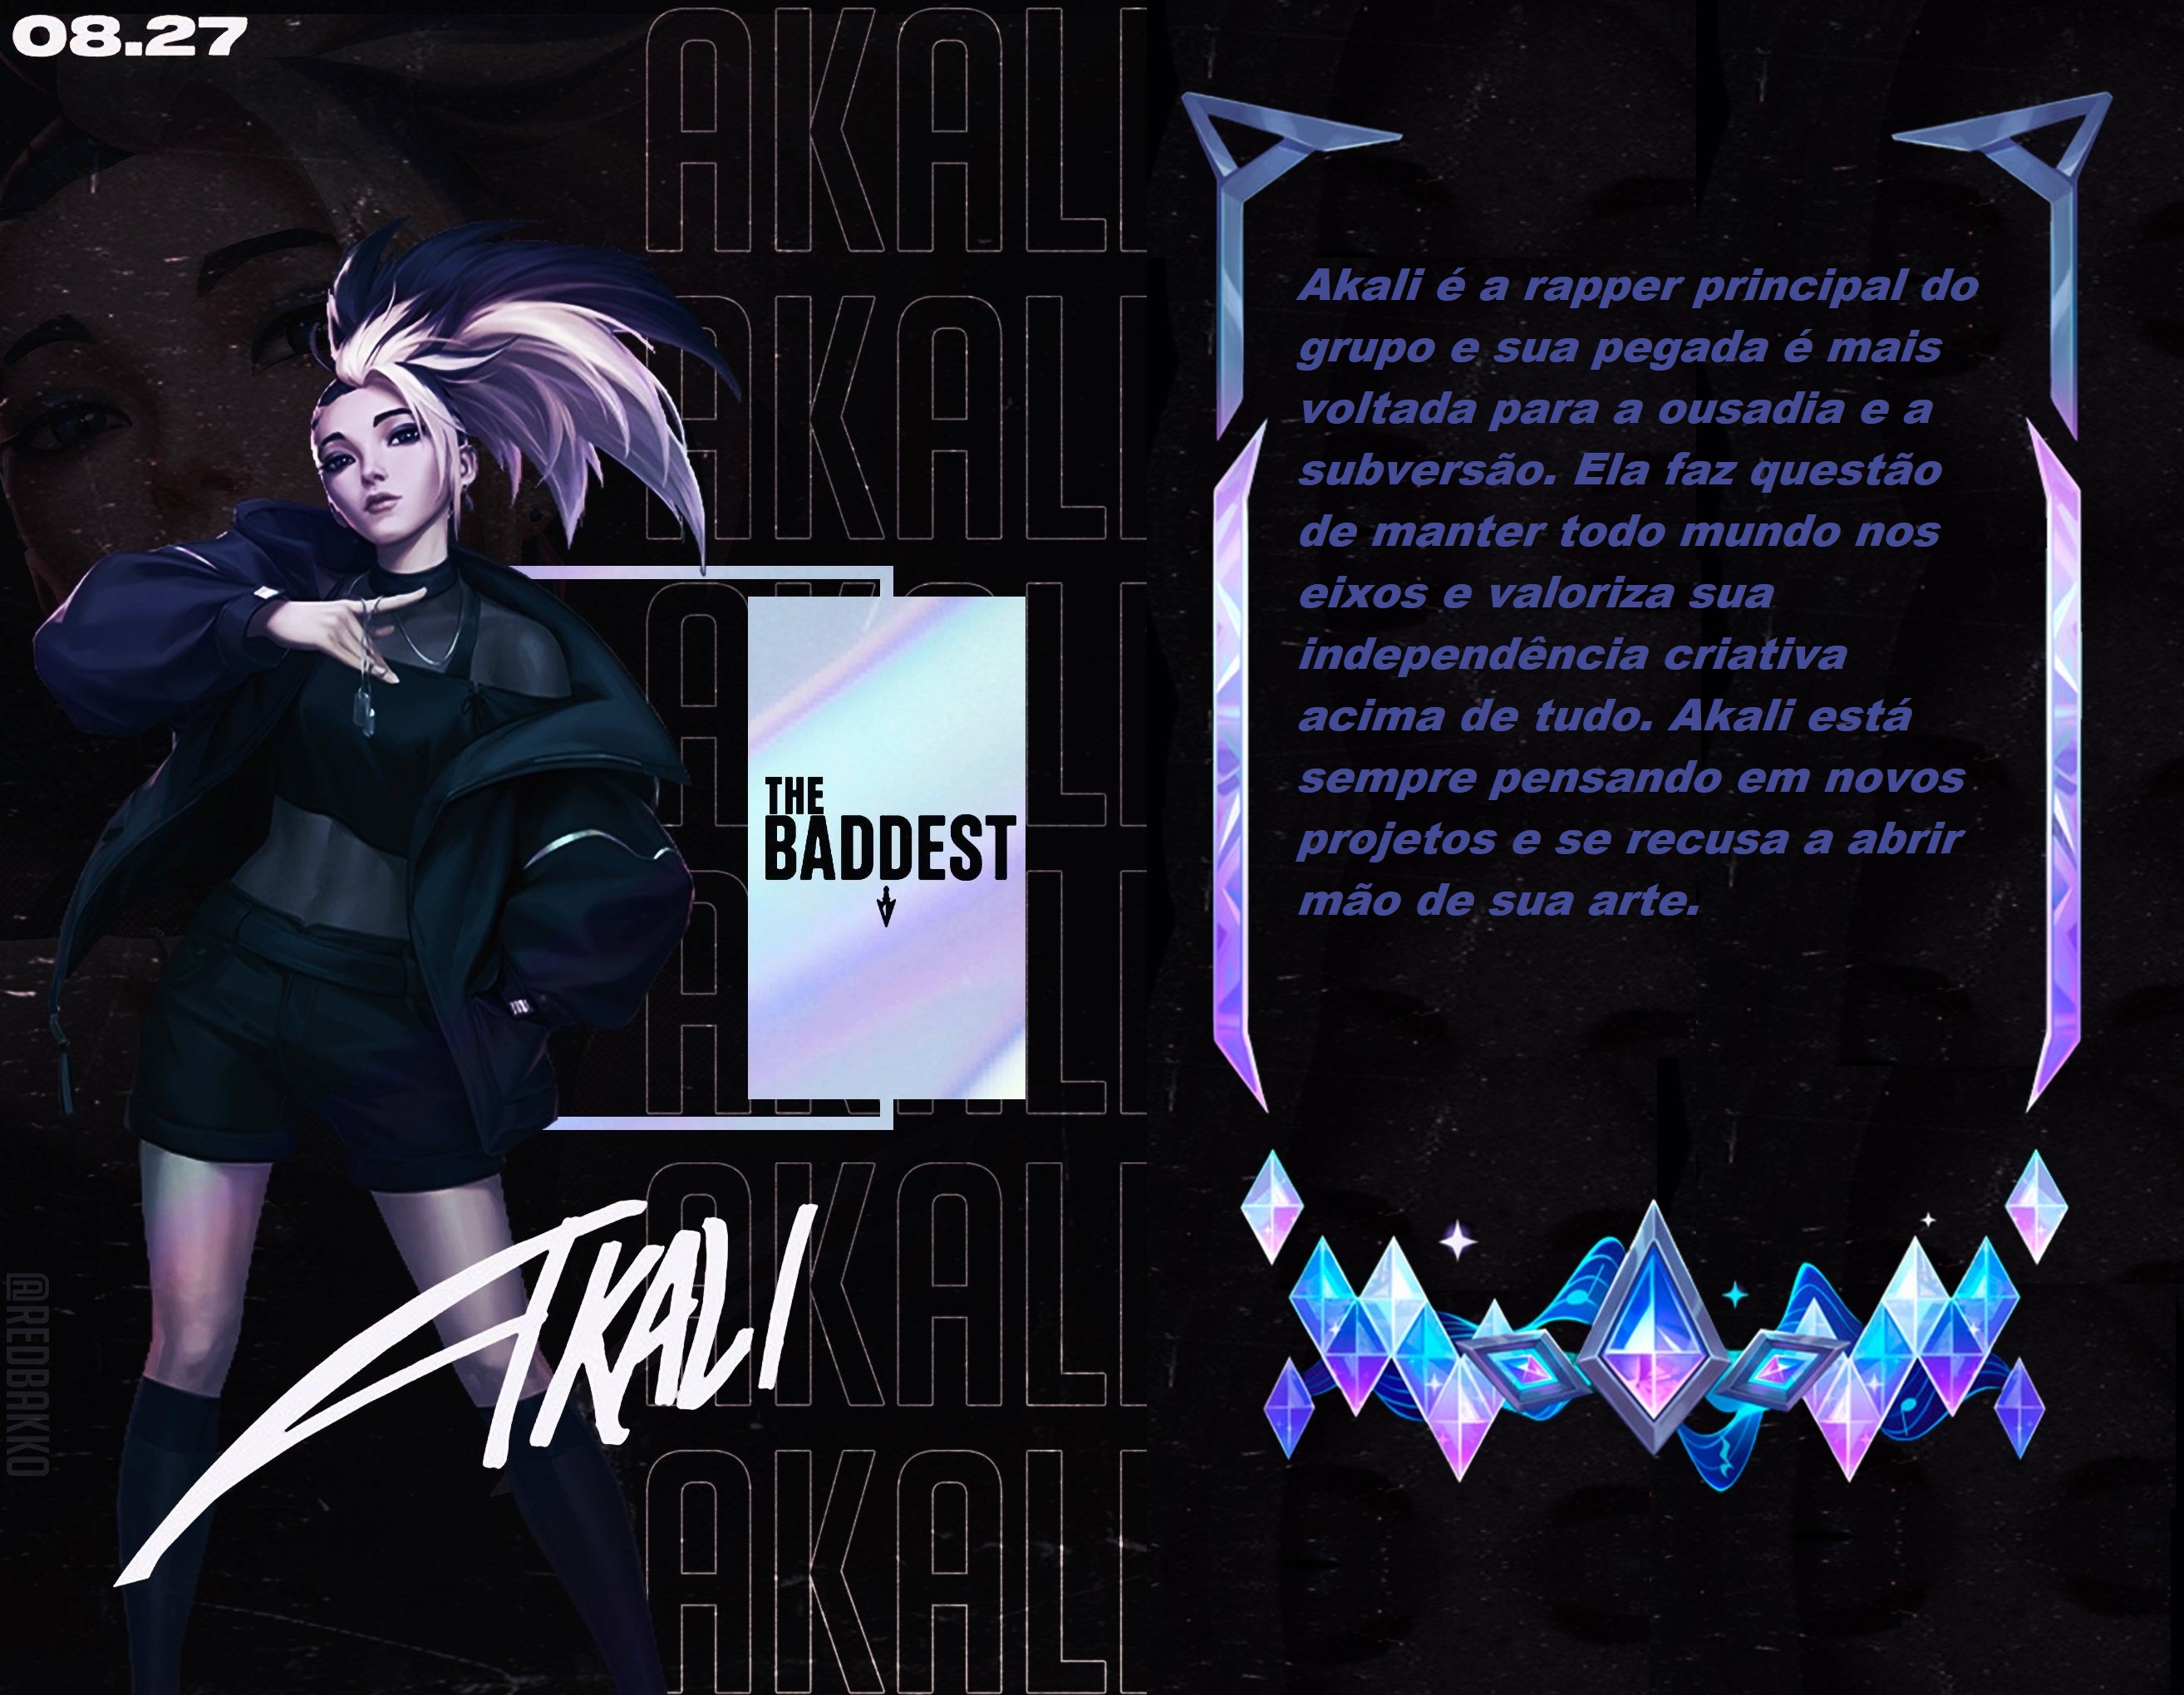 08.27
AKALI
AKALI
AKALI
AKALI
AKALI
AKALI
THE
BADDEST
AKALI
@REDBAKKO
Akali é a rapper principal do
grupo e sua pegada é mais
voltada para a ousadia e a
subversão. Ela faz questão
de manter todo mundo nos
eixos e valoriza sua
independência criativa
acima de tudo. Akali está
sempre pensando em novos
projetos e se recusa a abrir
mão de sua arte.